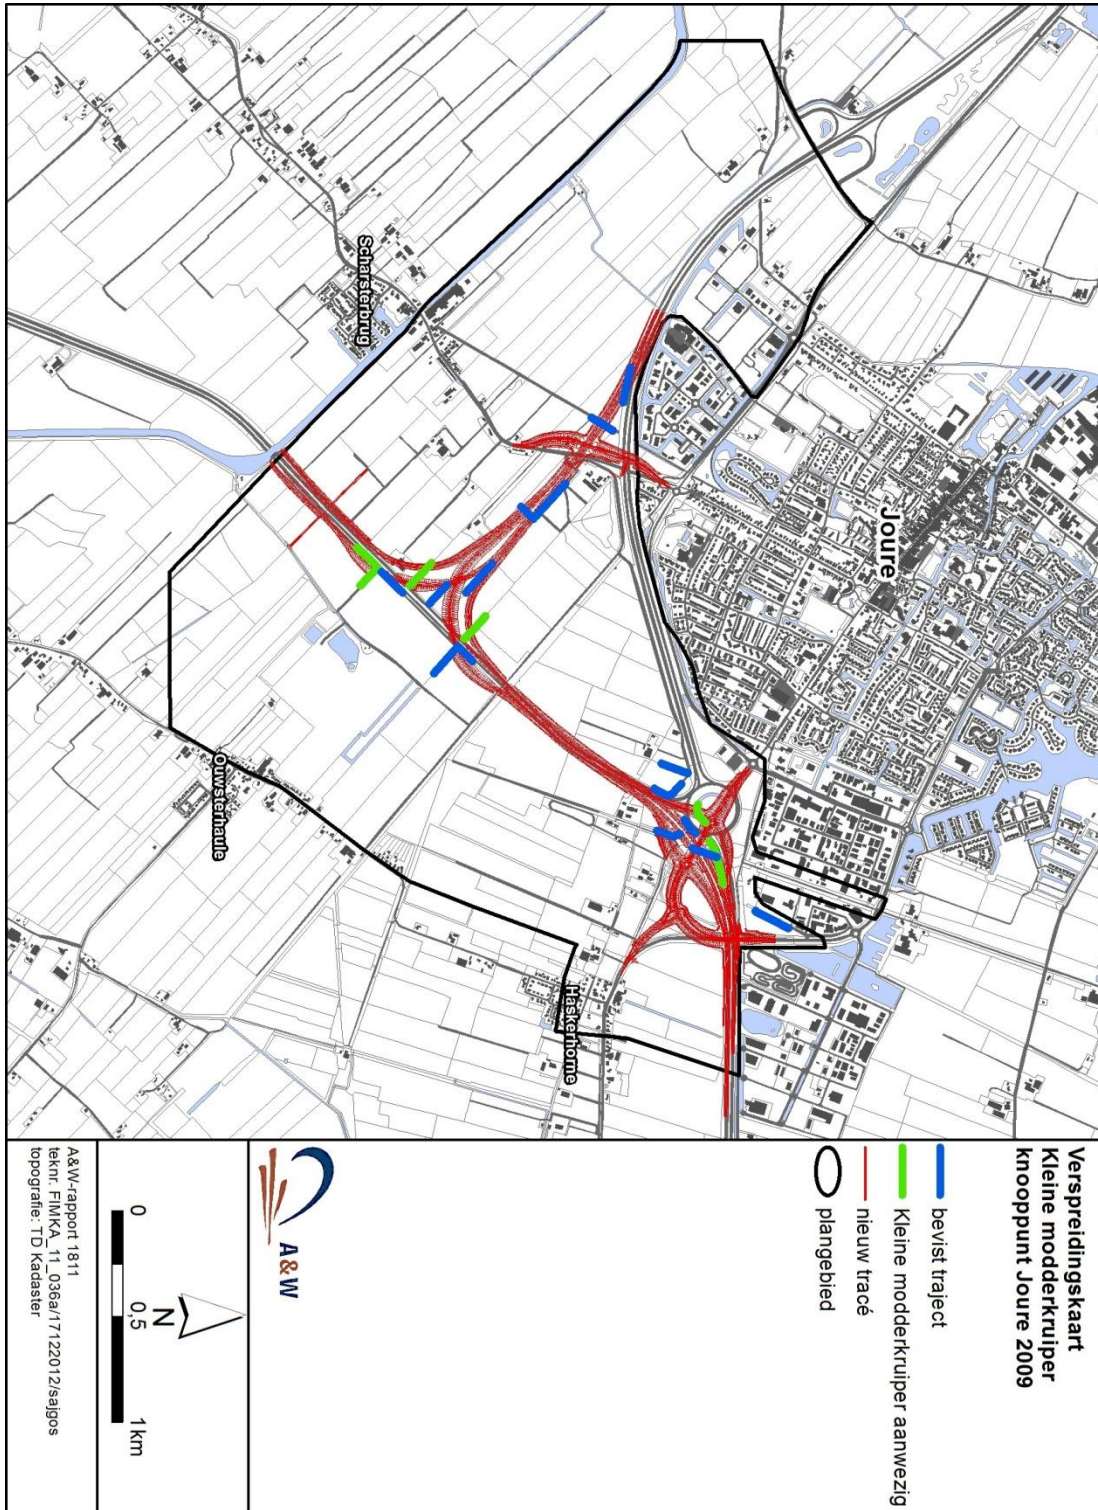 Verspreidingskaart
Kleine modderkruiper
knooppunt Joure 2009
bevist traject
Kleine modderkruiper aanwezig
nieuw tracé
plangebied
A&W
0
0,5
1km
N
A&W-rapport 1811
teknr. FIMKA_11_036a/17122012/sajgos
topografie: TD Kadaster
Joure
Scharsterbrug
Ouwsterhaule
Haskerhorne